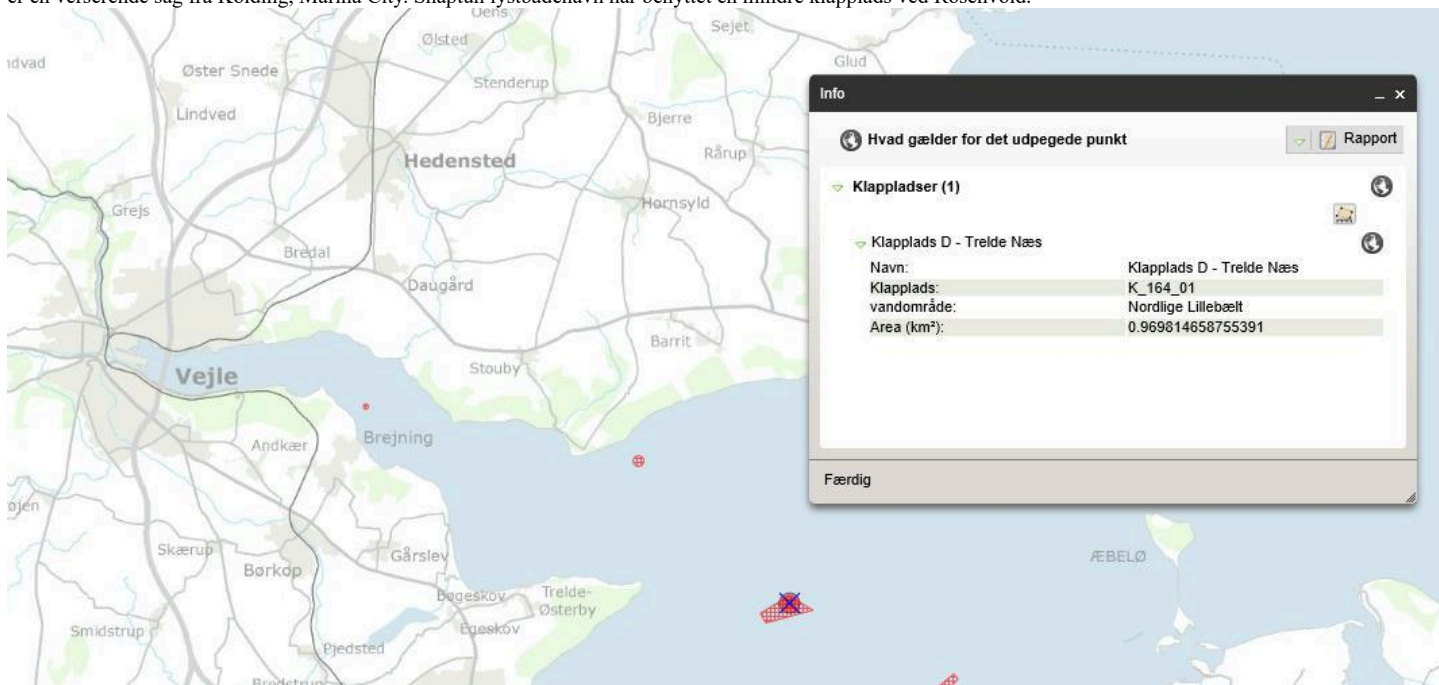 er en verserende sag fra Kolding, Marina City. Snaptun lystbådehavn har benyttet en mindre klapplads ved Rosenvold.
Oens
Sejet
Ølsted
Glud
Øster Snede
Stenderup
Lindved
Bjerre
Hedensted
Rårup
Hornsyld
Grejs
Bredal
Daugård
Barrit
Vejle
Stouby
Andkær
Brejning
Skærup
Gårslev
Børkop
ÆBELØ
Bøgeskov
Trelde-
Østerby
Egeskov
Smidstrup
Pjedsted
Info
Hvad gælder for det udpegede punkt
Rapport
Klappladser (1)
Klapplads D - Trelde Næs
Navn: Klapplads D - Trelde Næs
Klapplads: K_164_01
vandområde: Nordlige Lillebælt
Area (km²): 0.969814658755391
Færdig